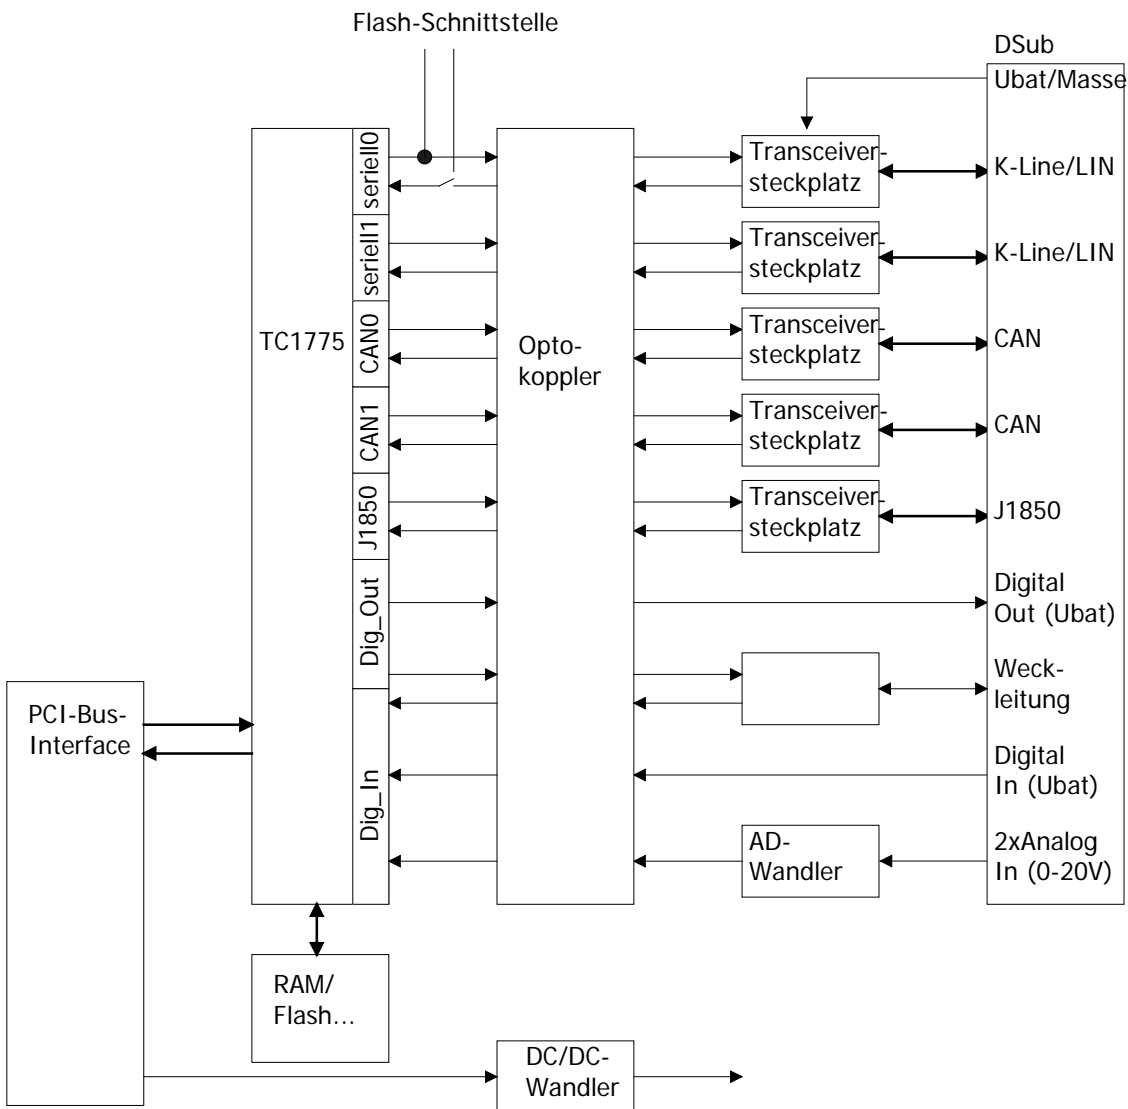 Flash-Schnittstelle
DSub
Ubat/Masse
seriell0
Transceiver-
steckplatz
K-Line/LIN
seriell1
Transceiver-
steckplatz
K-Line/LIN
TC1775
CAN0
Opto-
koppler
Transceiver-
steckplatz
CAN
CAN1
Transceiver-
steckplatz
CAN
J1850
Transceiver-
steckplatz
J1850
Dig_Out
Digital
Out (Ubat)
Weck-
leitung
PCI-Bus-
Interface
Dig_In
Digital
In (Ubat)
AD-
Wandler
2xAnalog
In (0-20V)
RAM/
Flash...
DC/DC-
Wandler